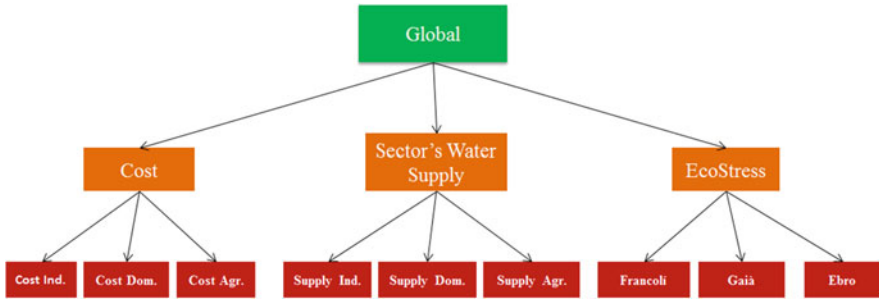 Global
Cost
Sector's Water
Supply
EcoStress
Cost Ind.
Cost Dom.
Cost Agr.
Supply Ind.
Supply Dom.
Supply Agr.
Francolí
Gaià
Ebro